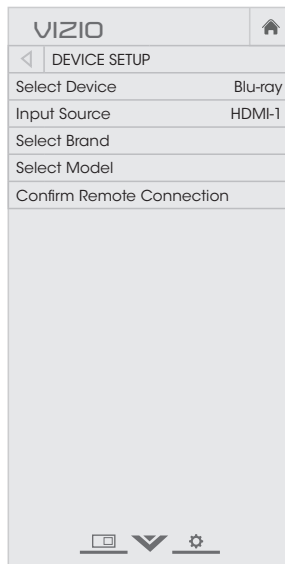 VIZIO
DEVICE SETUP
Select Device Blu-ray
Input Source HDMI-1
Select Brand
Select Model
Confirm Remote Connection